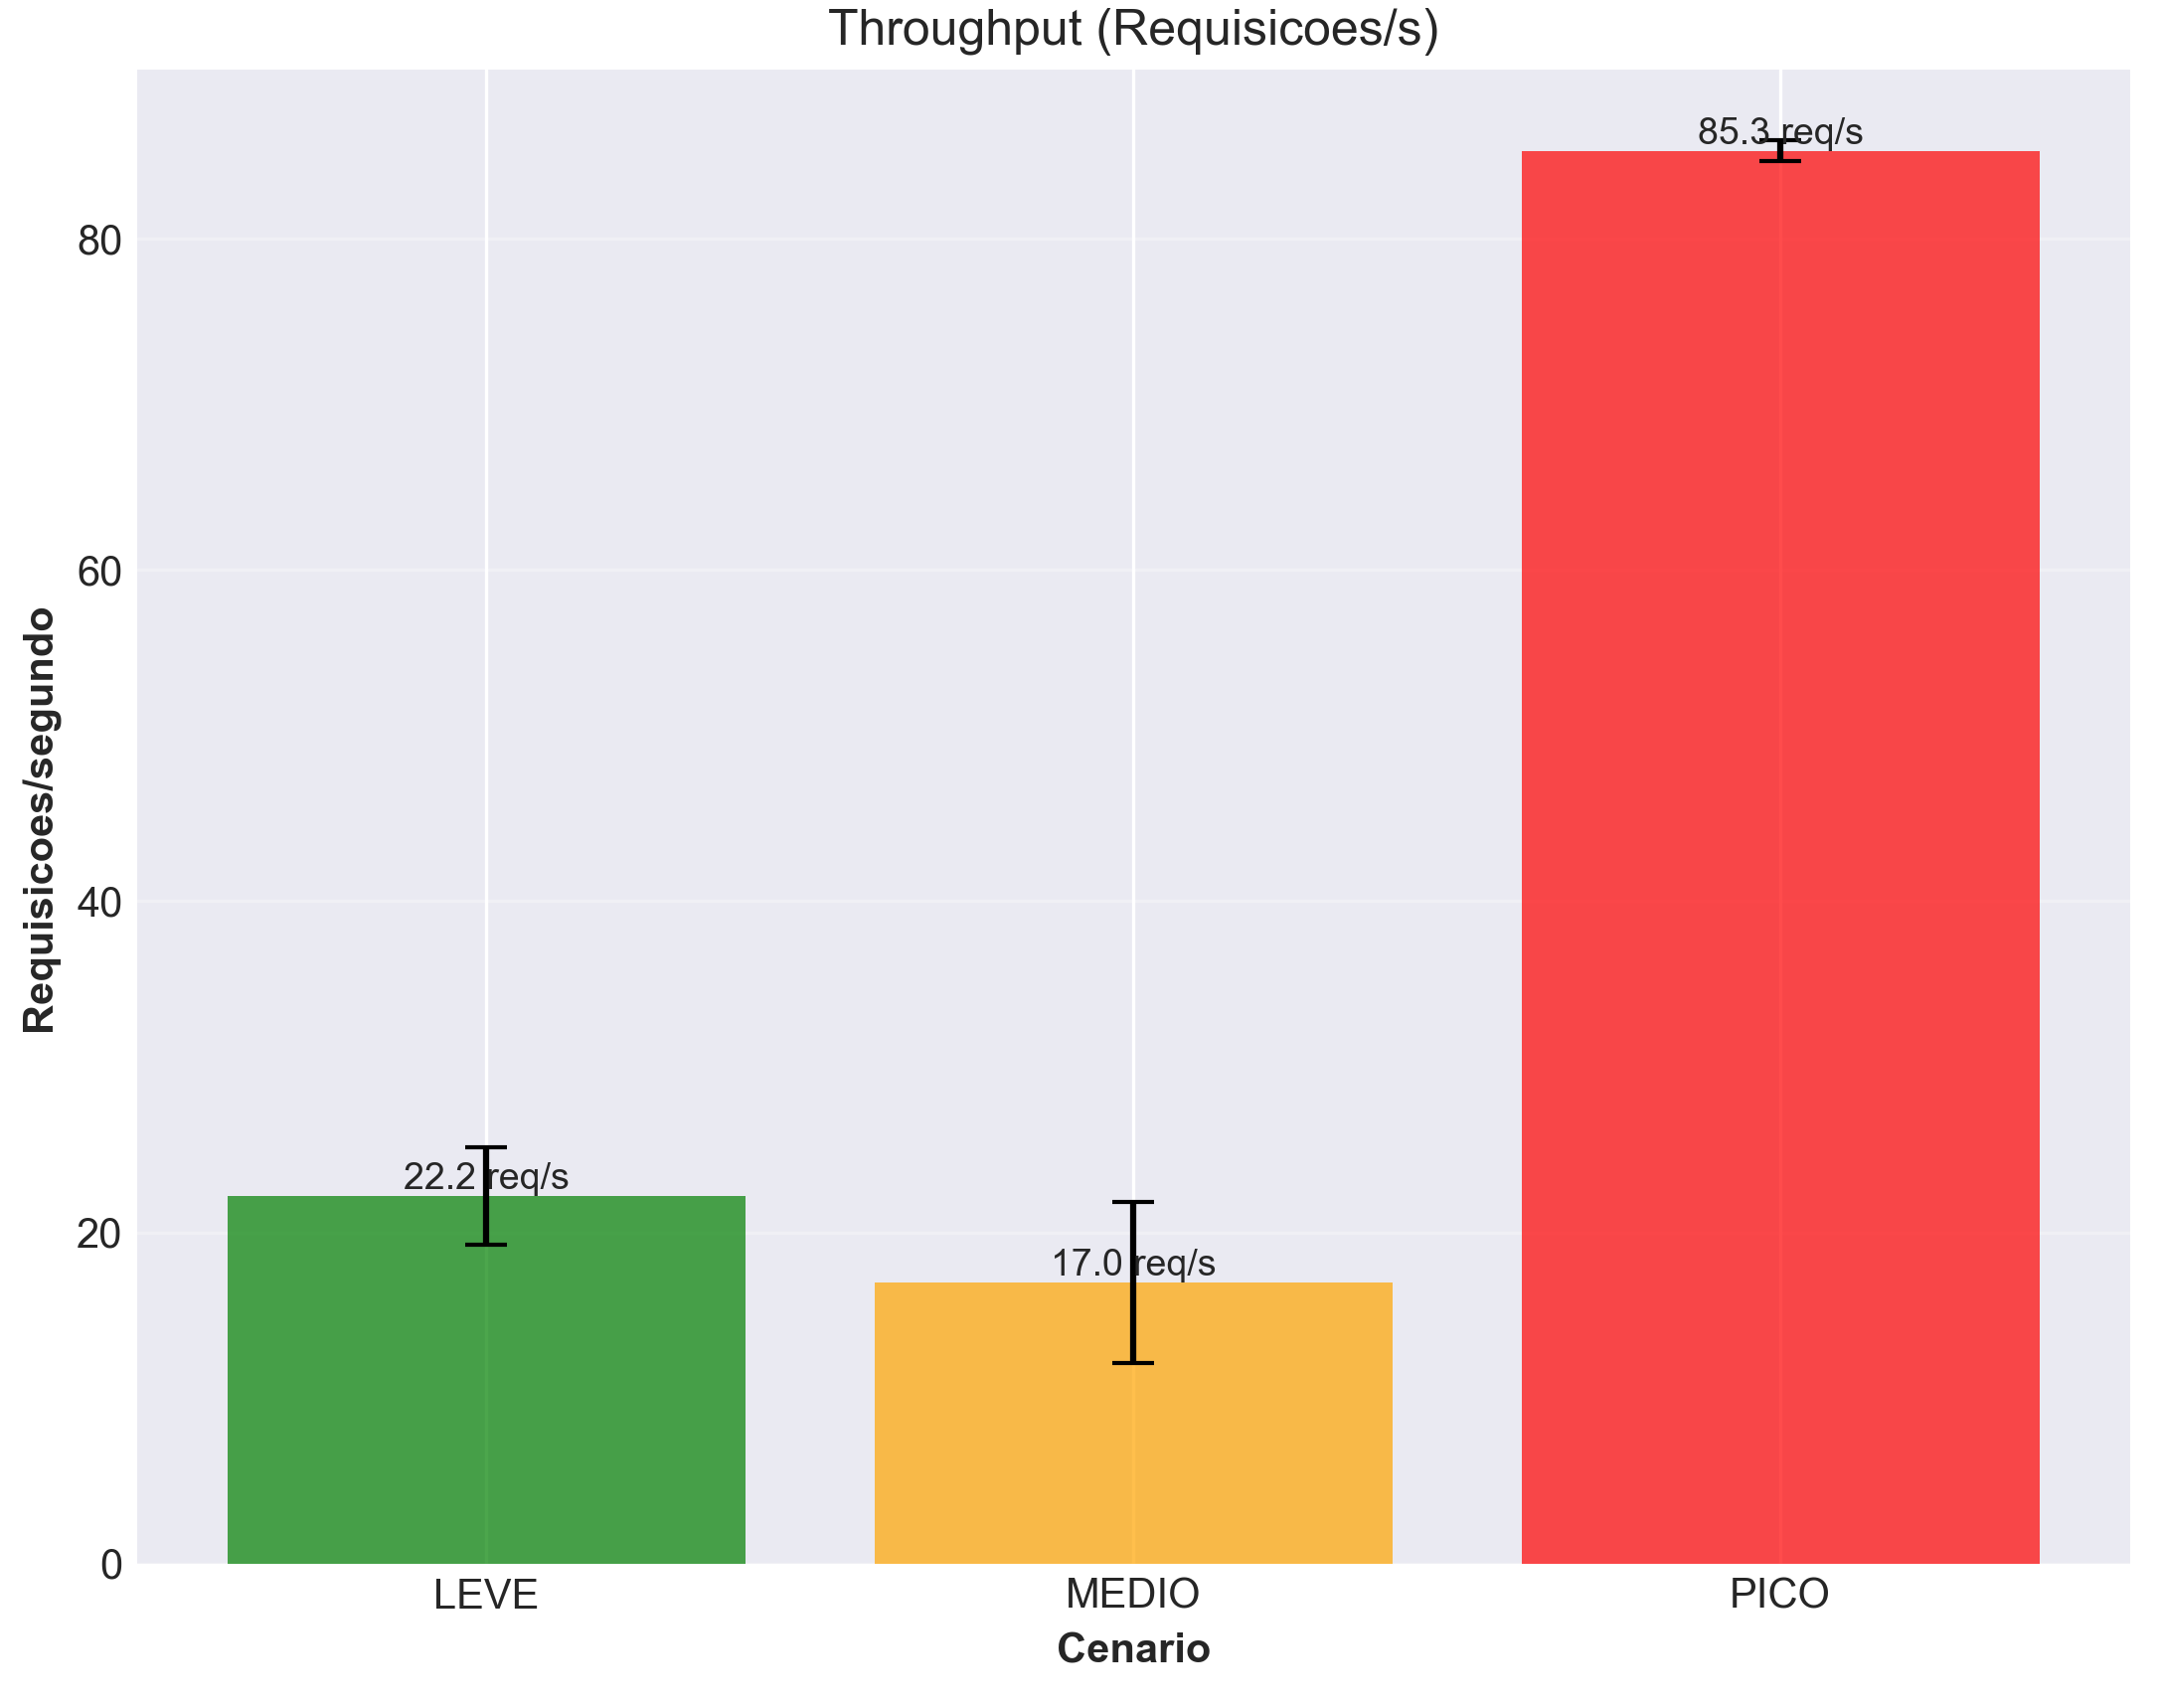 Throughput (Requisicoes/s)
Requisicoes/segundo
80
60
40
20
0
85.3 req/s
22.2 req/s
17.0 req/s
LEVE
MEDIO
PICO
Cenario